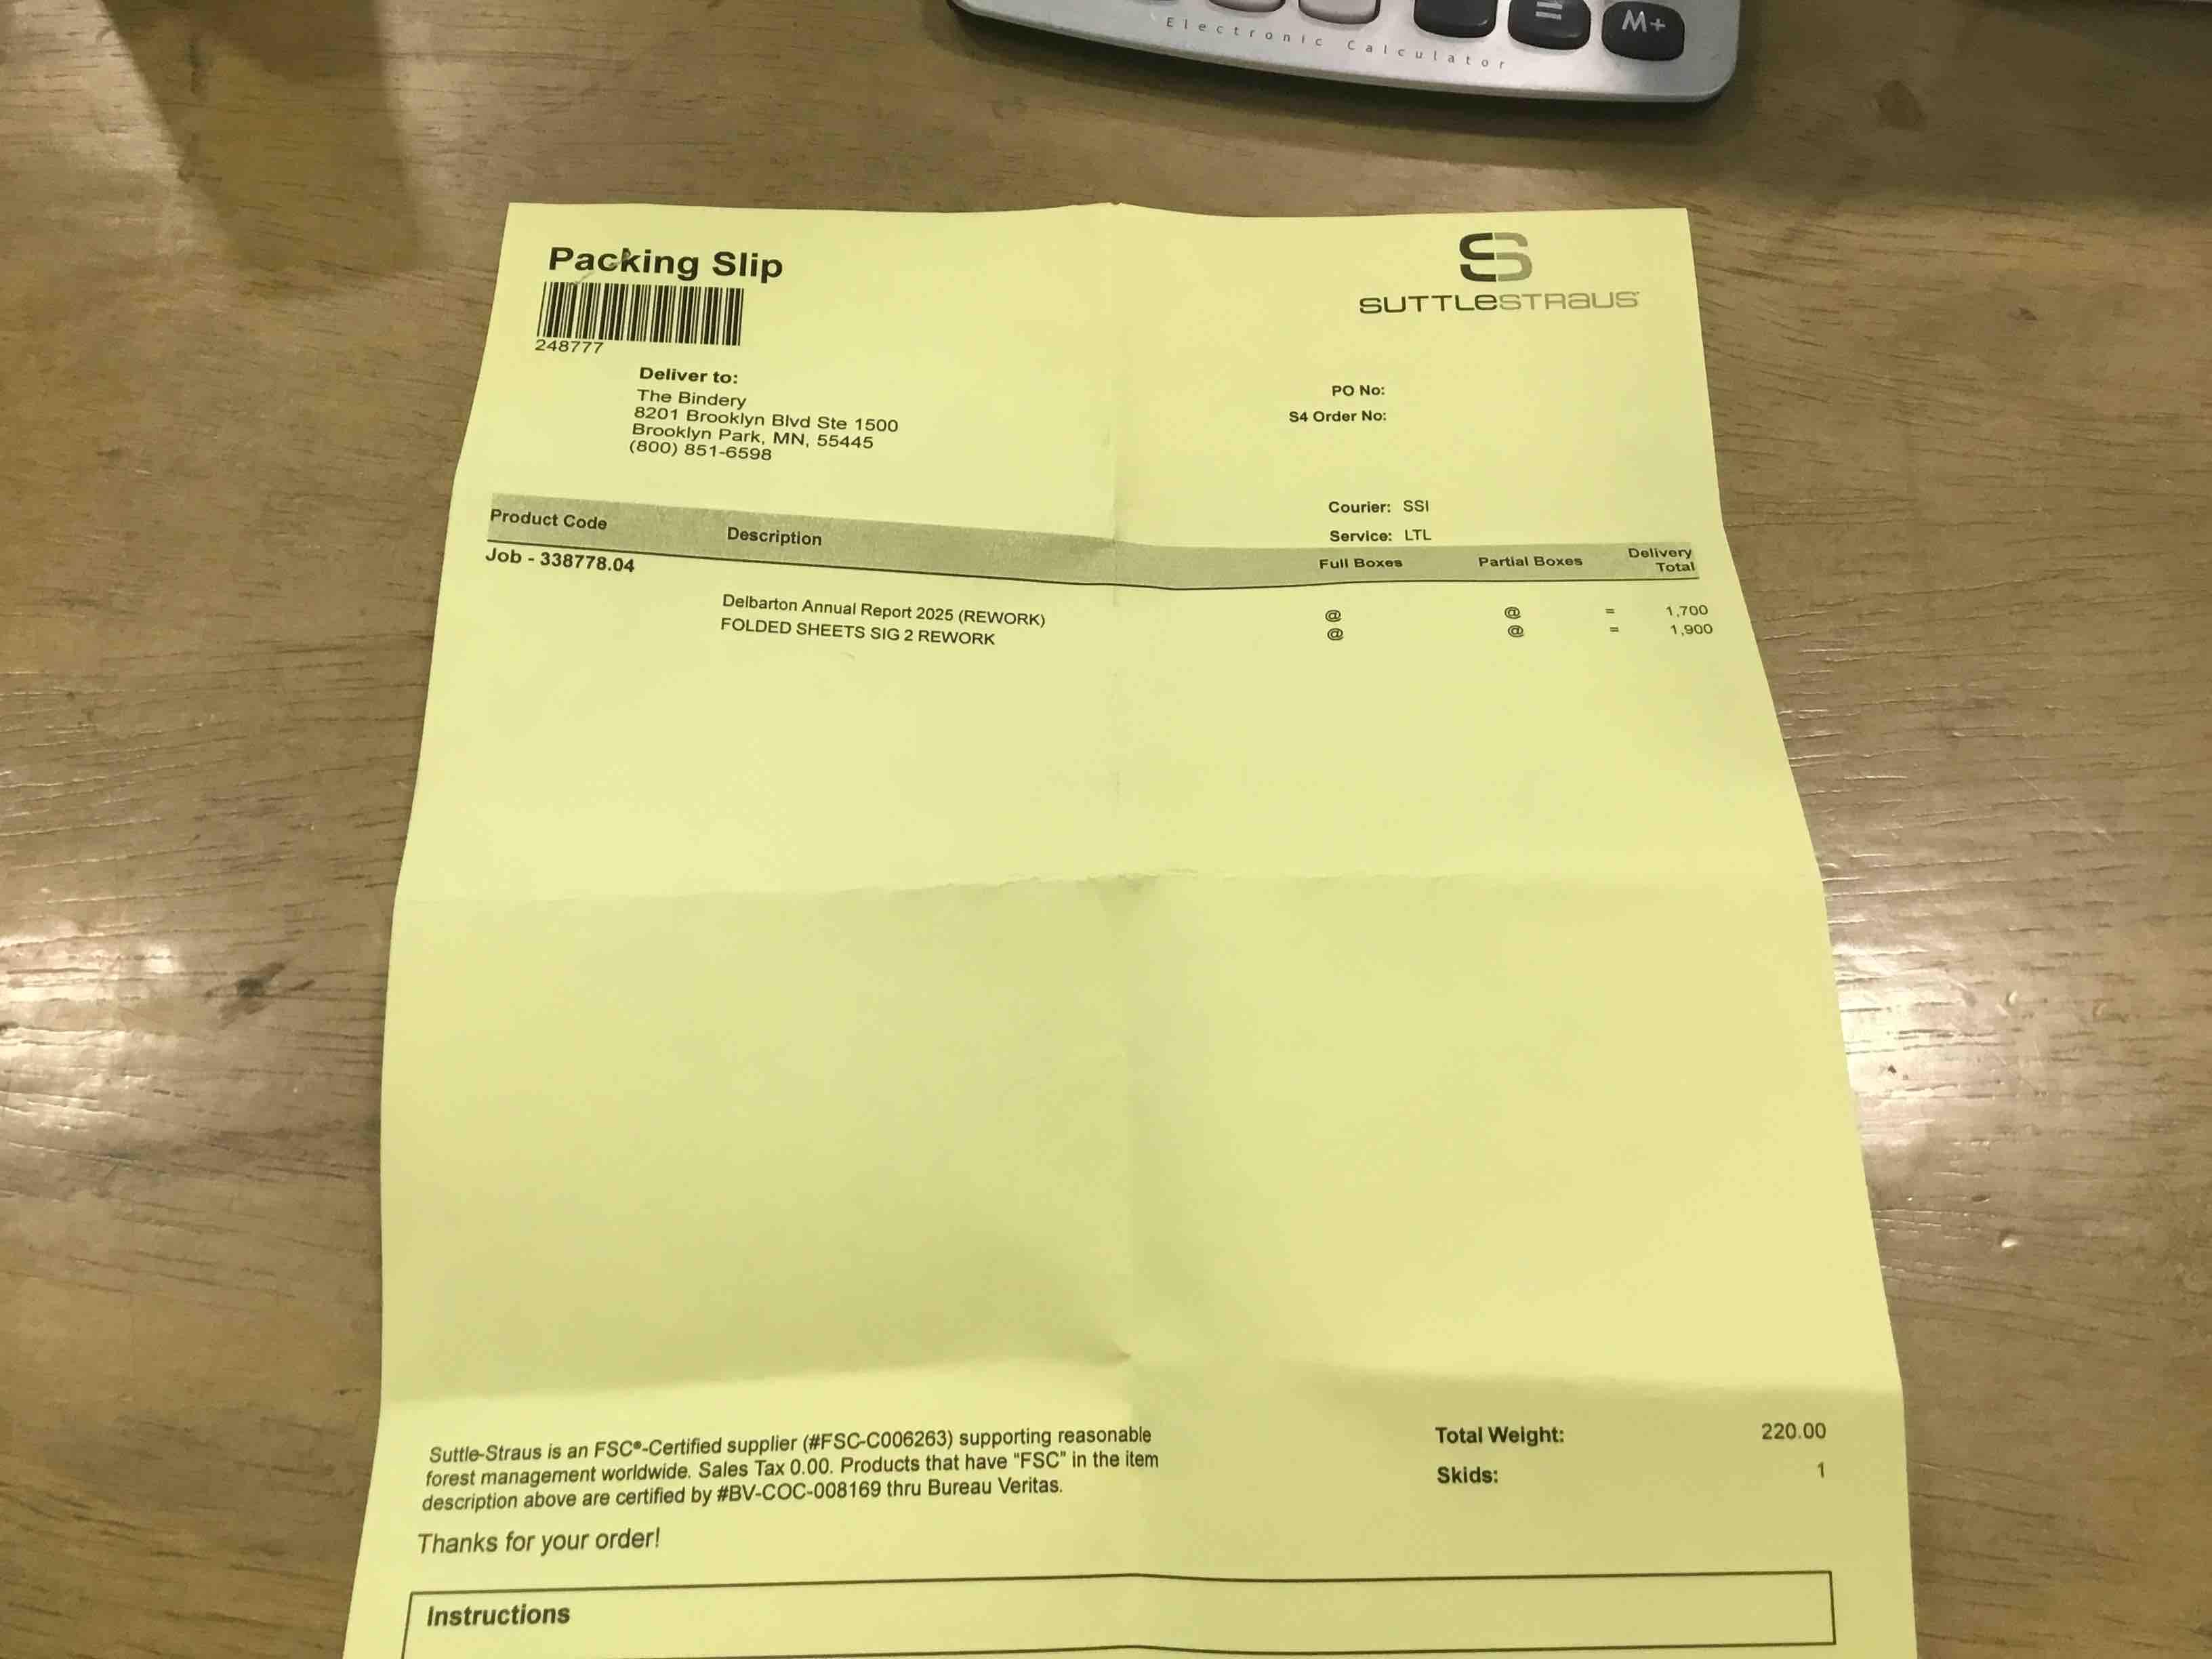 Electronic Calculator
=
M+
Packing Slip
248777
SUTTLESTRAUS
Deliver to:
The Bindery
8201 Brooklyn Blvd Ste 1500
Brooklyn Park, MN, 55445
(800) 851-6598
PO No:
S4 Order No:
Courier: SSI
Service: LTL
Product Code Description Full Boxes Partial Boxes Delivery Total
Job - 338778.04
Delbarton Annual Report 2025 (REWORK) @ @ = 1,700
FOLDED SHEETS SIG 2 REWORK @ @ = 1,900
Suttle-Straus is an FSC®-Certified supplier (#FSC-C006263) supporting reasonable
forest management worldwide. Sales Tax 0.00. Products that have "FSC" in the item
description above are certified by #BV-COC-008169 thru Bureau Veritas.
Thanks for your order!
Total Weight: 220.00
Skids: 1
Instructions